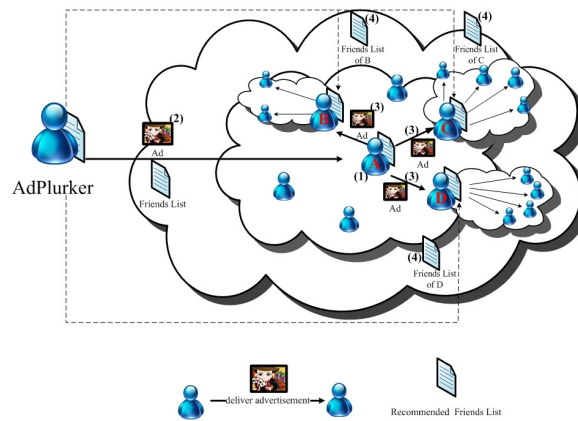 (4)
(4)
Friends List
of B
Friends List
of C
(2)
(3)
B
Ad
C
(3)
Ad
Ad
A
AdPlurker
(1)
(3)
D
Friends List
Ad
(4)
Friends List
of D
deliver advertisement
Recommended Friends List